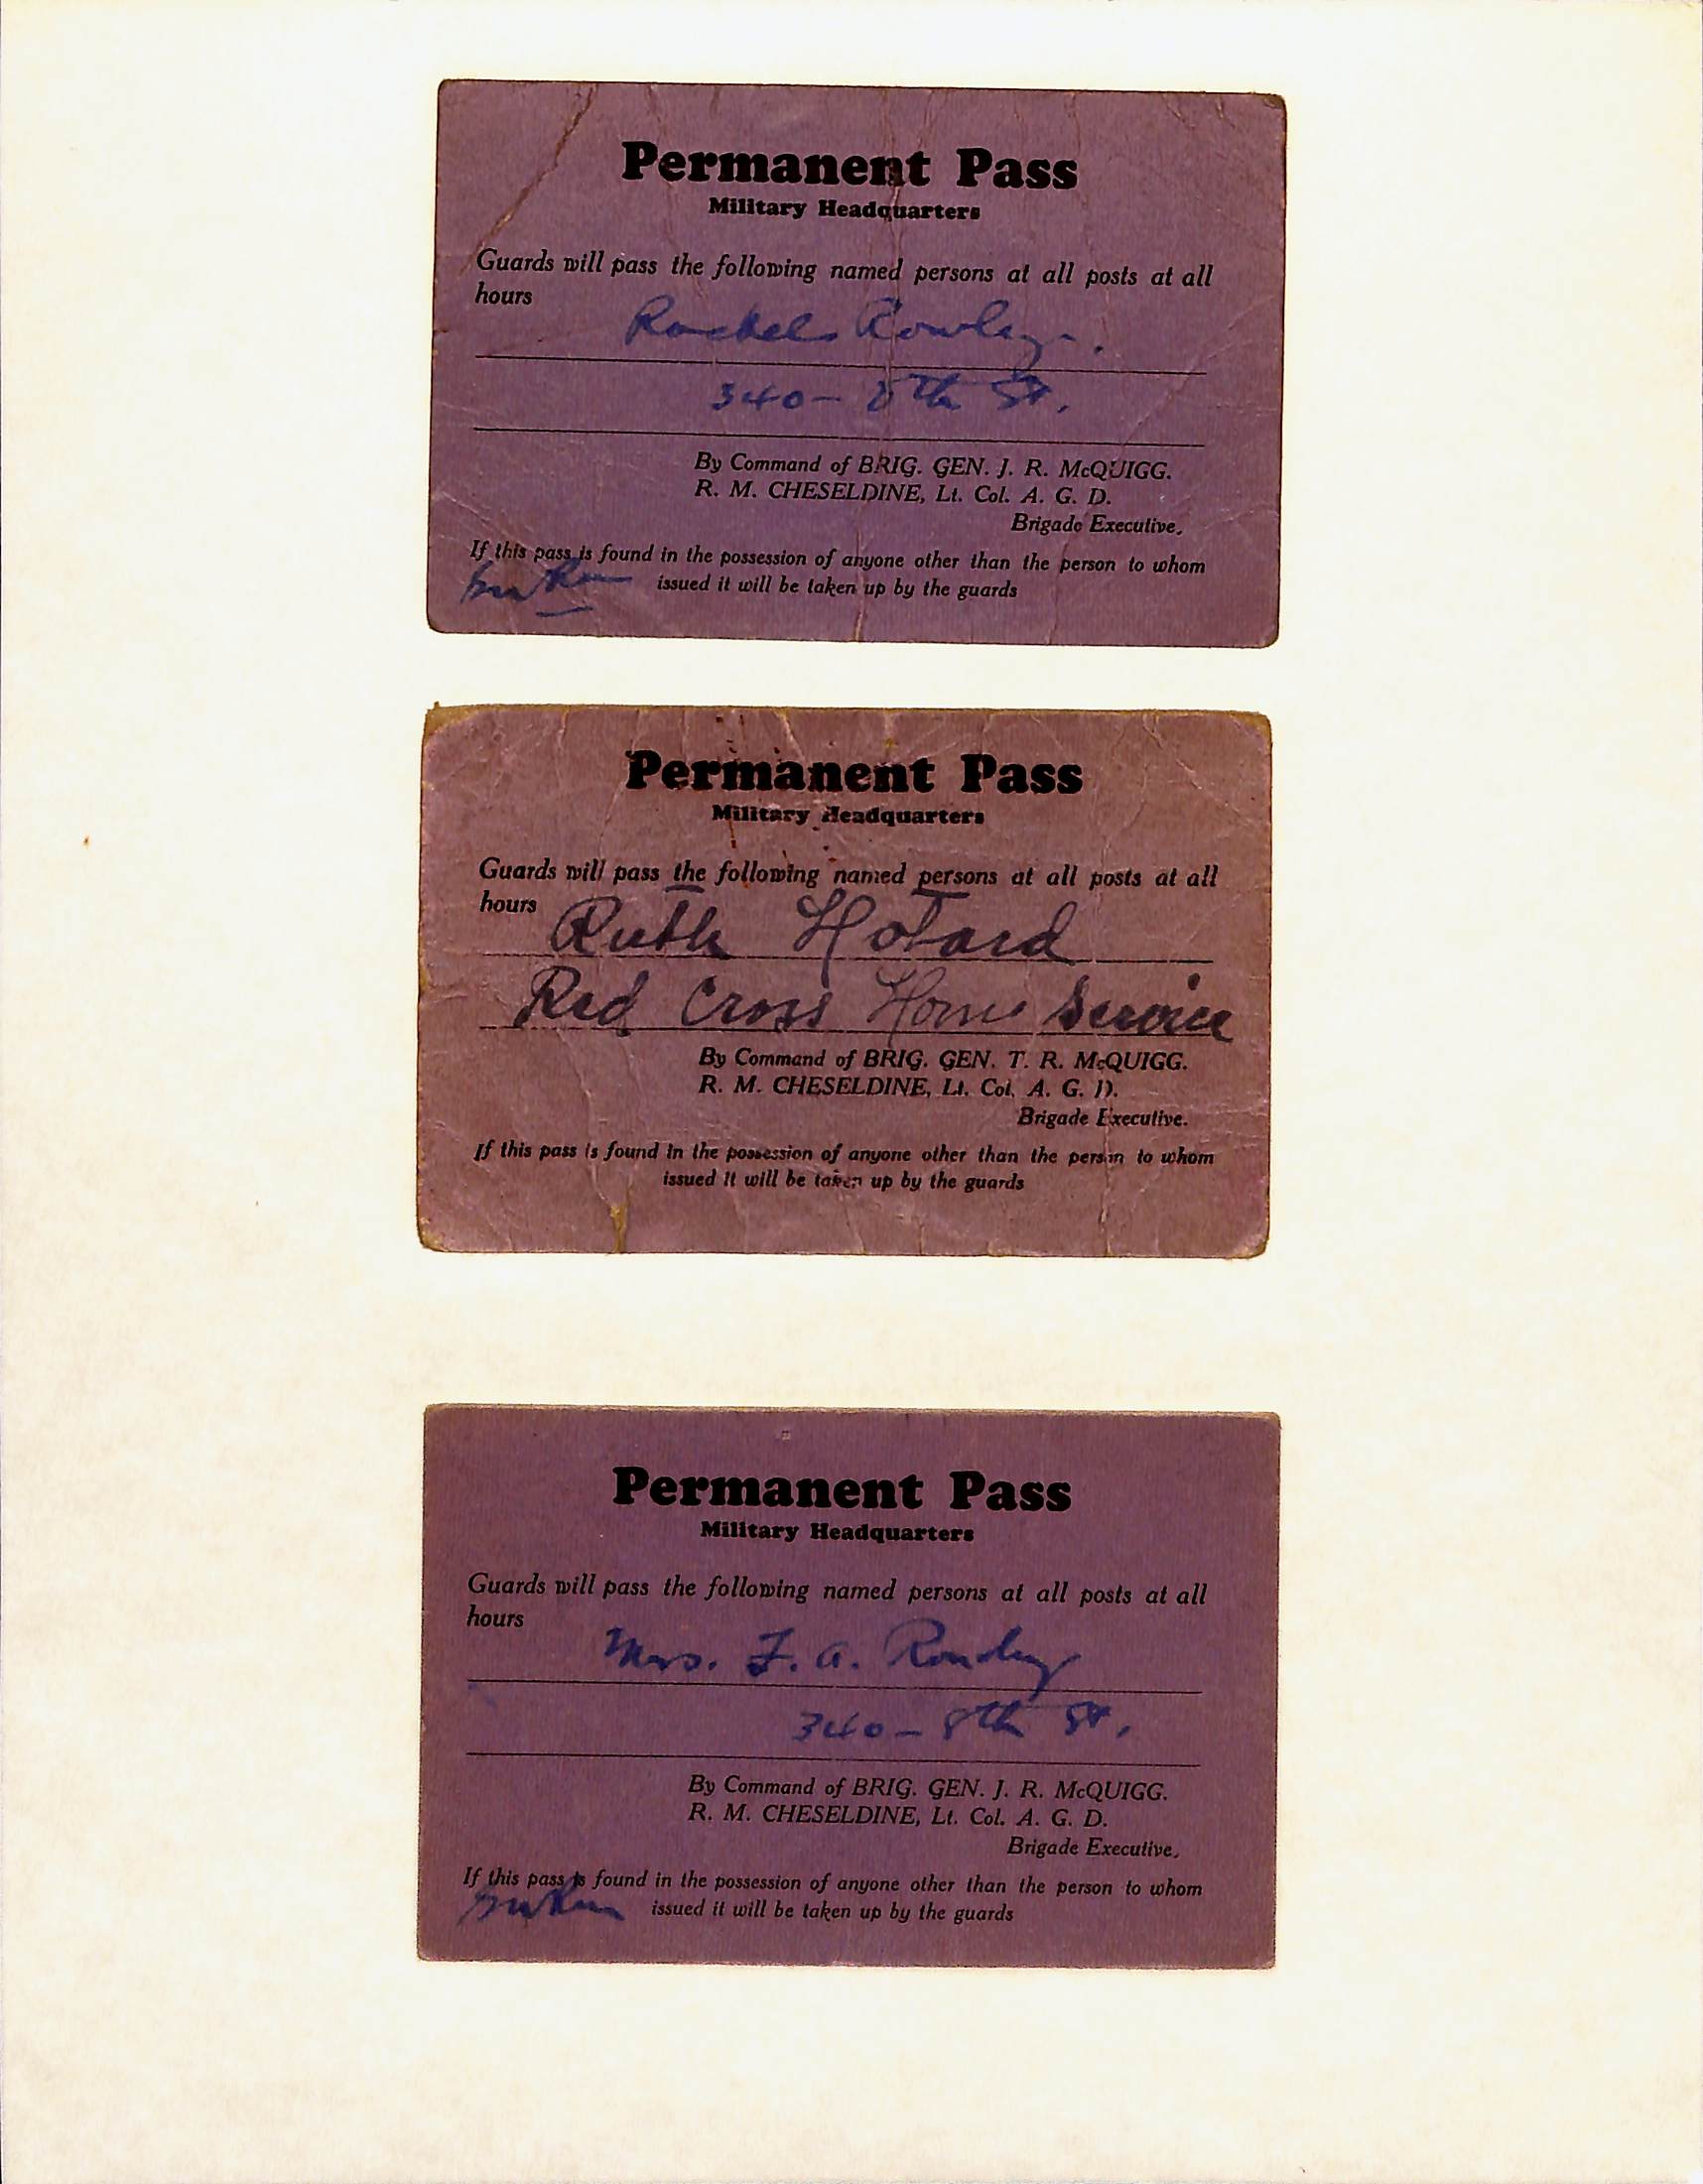 Permanent Pass
Military Headquarters
Guards will pass the following named persons at all posts at all
hours
Rachel Rowley.
340 - 8th St.
By Command of BRIG. GEN. J. R. McQUIGG.
R. M. CHESELDINE, Lt. Col. A. G. D.
Brigade Executive.
If this pass is found in the possession of anyone other than the person to whom
issued it will be taken up by the guards
Permanent Pass
Military Headquarters
Guards will pass the following named persons at all posts at all
hours
Ruth Hotard
Red Cross Home Service
By Command of BRIG. GEN. T. R. McQUIGG.
R. M. CHESELDINE, Lt. Col. A. G. D.
Brigade Executive.
If this pass is found in the possession of anyone other than the person to whom
issued it will be taken up by the guards
Permanent Pass
Military Headquarters
Guards will pass the following named persons at all posts at all
hours
Mrs. F. A. Rowley
340 - 8th St.
By Command of BRIG. GEN. J. R. McQUIGG.
R. M. CHESELDINE, Lt. Col. A. G. D.
Brigade Executive.
If this pass is found in the possession of anyone other than the person to whom
issued it will be taken up by the guards